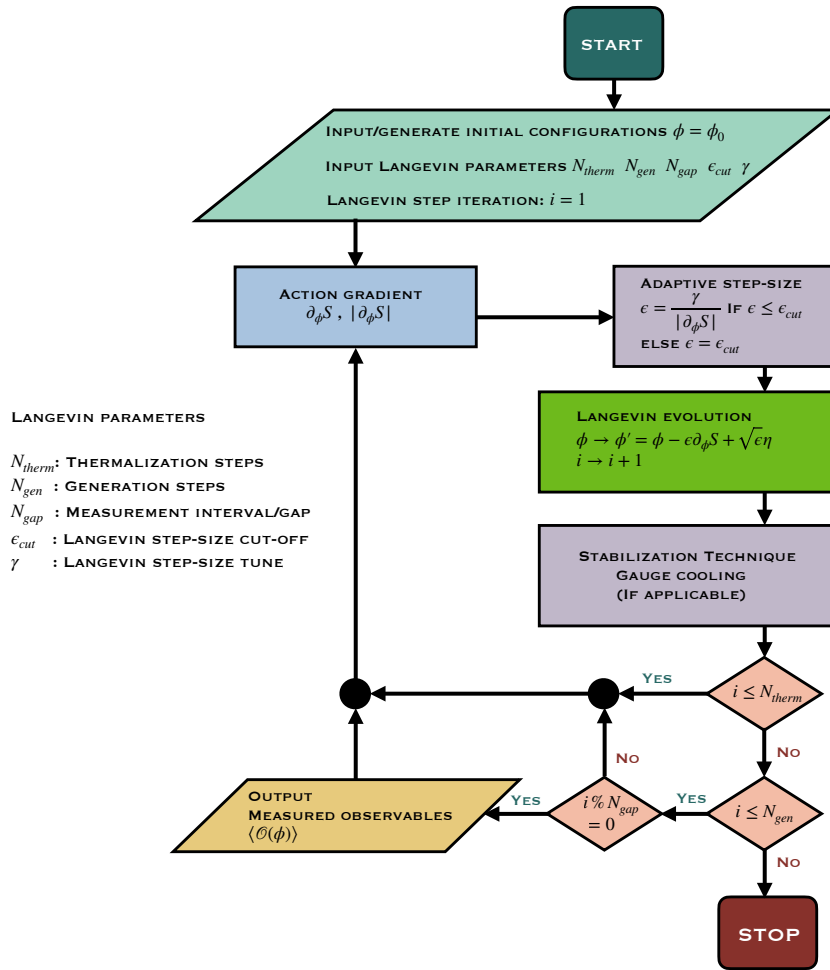 START
INPUT/GENERATE INITIAL CONFIGURATIONS ϕ = ϕ₀
INPUT LANGEVIN PARAMETERS N_therm N_gen N_gap ϵ_cut γ
LANGEVIN STEP ITERATION: i = 1
ACTION GRADIENT
∂_ϕS , |∂_ϕS|
ADAPTIVE STEP-SIZE
ϵ = γ / |∂_ϕS| IF ϵ ≤ ϵ_cut
ELSE ϵ = ϵ_cut
LANGEVIN EVOLUTION
ϕ → ϕ′ = ϕ − ϵ∂_ϕS + √ϵη
i → i + 1
LANGEVIN PARAMETERS
N_therm: THERMALIZATION STEPS
N_gen : GENERATION STEPS
N_gap : MEASUREMENT INTERVAL/GAP
ϵ_cut : LANGEVIN STEP-SIZE CUT-OFF
γ : LANGEVIN STEP-SIZE TUNE
STABILIZATION TECHNIQUE
GAUGE COOLING
(IF APPLICABLE)
YES
i ≤ N_therm
NO
NO
OUTPUT
MEASURED OBSERVABLES
⟨𝒪(ϕ)⟩
YES
i % N_gap
= 0
YES
i ≤ N_gen
NO
STOP